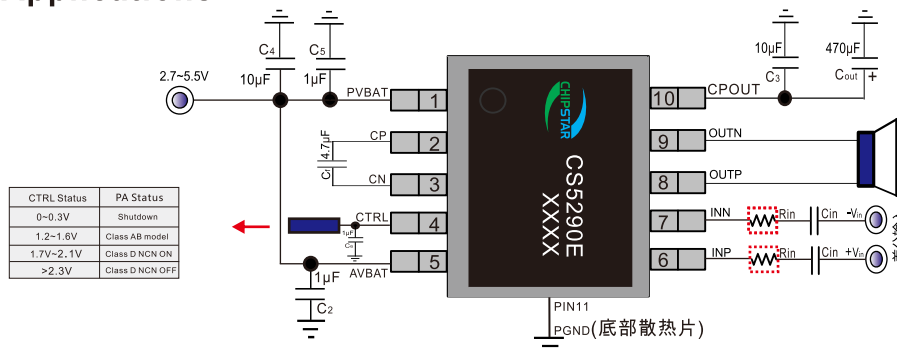 C4
10μF
C5
1μF
10μF
C3
470μF
Cout
+
2.7~5.5V
PVBAT
1
10
CPOUT
CHIPSTAR
CS5290E
XXXX
CP
2
9
OUTN
4.7μF
CN
3
8
OUTP
CTRL
4
7
INN
Rin
Cin
-Vin
1μF
AVBAT
5
6
INP
Rin
Cin
+Vin
1μF
C2
PIN11
PGND(底部散热片)
CTRL Status PA Status
0~0.3V Shutdown
1.2~1.6V Class AB model
1.7V~2.1V Class D NCN ON
>2.3V Class D NCN OFF